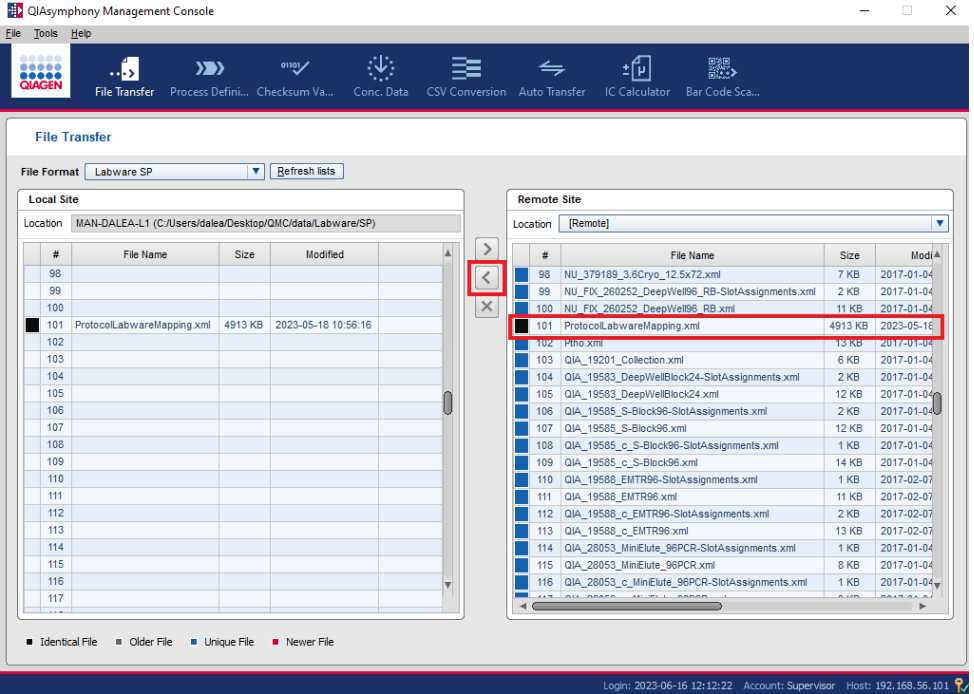 QIAsymphony Management Console
File Tools Help
QIAGEN
File Transfer Process Defini... Checksum Va... Conc. Data CSV Conversion Auto Transfer IC Calculator Bar Code Sca...
File Transfer
File Format Labware SP Refresh lists
Local Site
Location MAN-DALEA-L1 (C:/Users/dalea/Desktop/QMC/data/Labware/SP)
# File Name Size Modified
98
99
100
101 ProtocolLabwareMapping.xml 4913 KB 2023-05-18 10:56:16
102
103
104
105
106
107
108
109
110
111
112
113
114
115
116
117
Remote Site
Location [Remote]
# File Name Size Modi
98 NU_379189_3.6Cryo_12.5x72.xml 7 KB 2017-01-04
99 NU_FIX_260252_DeepWell96_RB-SlotAssignments.xml 2 KB 2017-01-04
100 NU_FIX_260252_DeepWell96_RB.xml 11 KB 2017-01-04
101 ProtocolLabwareMapping.xml 4913 KB 2023-05-18
102 Ptho.xml 13 KB 2017-01-04
103 QIA_19201_Collection.xml 6 KB 2017-01-04
104 QIA_19583_DeepWellBlock24-SlotAssignments.xml 2 KB 2017-01-04
105 QIA_19583_DeepWellBlock24.xml 12 KB 2017-01-04
106 QIA_19585_S-Block96-SlotAssignments.xml 2 KB 2017-01-04
107 QIA_19585_S-Block96.xml 12 KB 2017-01-04
108 QIA_19585_c_S-Block96-SlotAssignments.xml 1 KB 2017-01-04
109 QIA_19585_c_S-Block96.xml 14 KB 2017-01-04
110 QIA_19588_EMTR96-SlotAssignments.xml 1 KB 2017-02-07
111 QIA_19588_EMTR96.xml 11 KB 2017-02-07
112 QIA_19588_c_EMTR96-SlotAssignments.xml 2 KB 2017-02-07
113 QIA_19588_c_EMTR96.xml 13 KB 2017-02-07
114 QIA_28053_MiniElute_96PCR-SlotAssignments.xml 1 KB 2017-01-04
115 QIA_28053_MiniElute_96PCR.xml 8 KB 2017-01-04
116 QIA_28053_c_MiniElute_96PCR-SlotAssignments.xml 1 KB 2017-01-04
Identical File Older File Unique File Newer File
Login: 2023-06-16 12:12:22 Account: Supervisor Host: 192.168.56.101